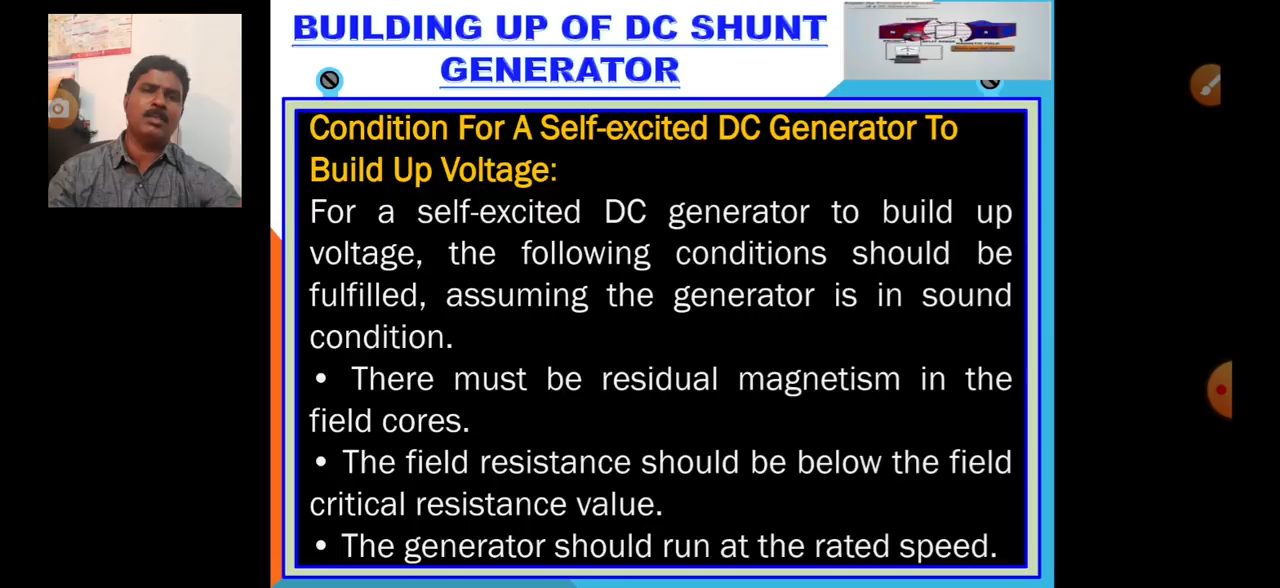 BUILDING UP OF DC SHUNT
GENERATOR
Condition For A Self-excited DC Generator To
Build Up Voltage:
For a self-excited DC generator to build up
voltage, the following conditions should be
fulfilled, assuming the generator is in sound
condition.
• There must be residual magnetism in the
field cores.
• The field resistance should be below the field
critical resistance value.
• The generator should run at the rated speed.